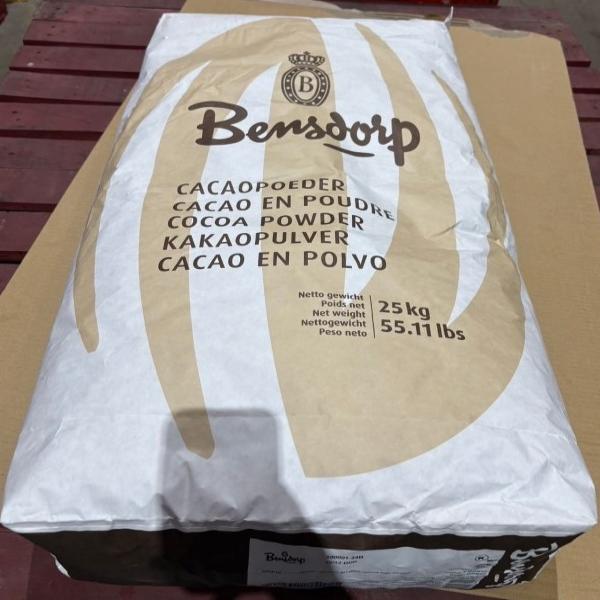 B
Bensdorp
CACAOPOEDER
CACAO EN POUDRE
COCOA POWDER
KAKAOPULVER
CACAO EN POLVO
Netto gewicht
Poids net
Net weight
Nettogewicht
Peso neto
25 kg
55.11 lbs
Bensdorp